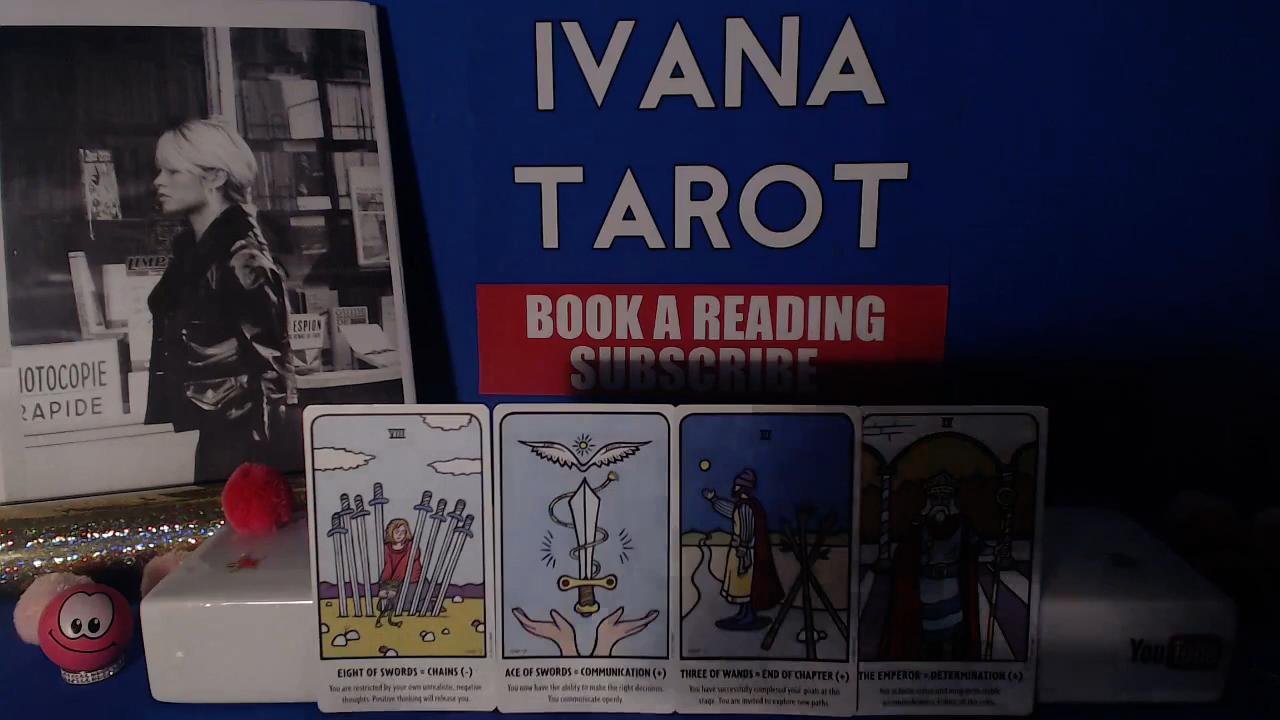 IVANA
TAROT
BOOK A READING
SUBSCRIBE
LIMP
ESPION
IOTOCOPIE
RAPIDE
VIII
III
IV
EIGHT OF SWORDS = CHAINS (-)
You are restricted by your own unrealistic, negative
thoughts. Positive thinking will release you.
ACE OF SWORDS = COMMUNICATION (+)
You now have the ability to make the right decisions.
You communicate openly.
THREE OF WANDS = END OF CHAPTER (+)
You have successfully completed your goals at this
stage. You are invited to explore new paths.
THE EMPEROR = DETERMINATION (+)
YouTube